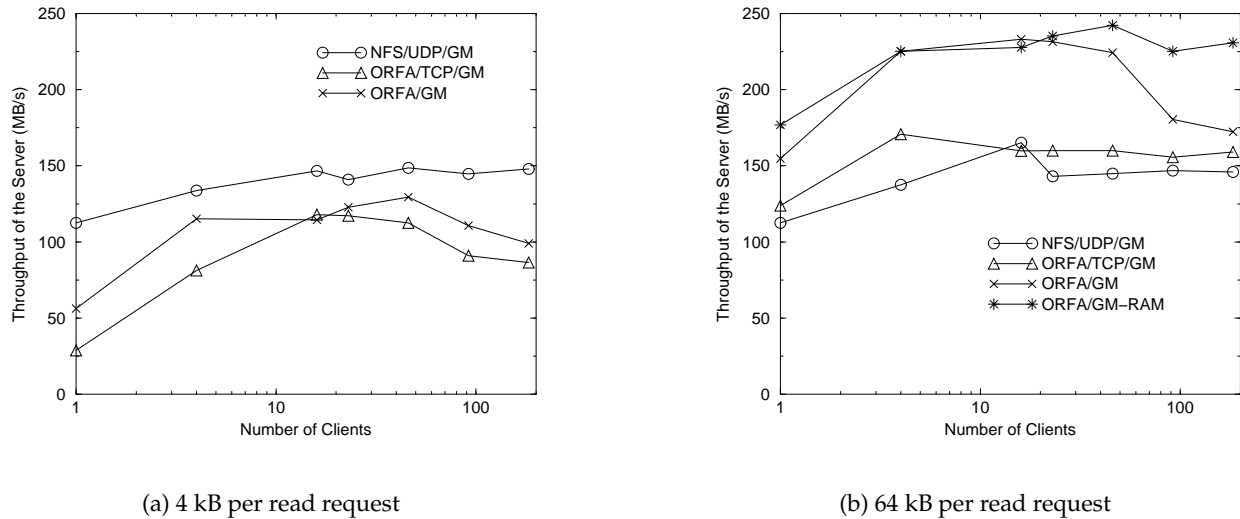 250
200
150
100
50
0
Throughput of the Server (MB/s)
NFS/UDP/GM
ORFA/TCP/GM
ORFA/GM
1 10 100
Number of Clients
(a) 4 kB per read request
250
200
150
100
50
0
Throughput of the Server (MB/s)
NFS/UDP/GM
ORFA/TCP/GM
ORFA/GM
ORFA/GM−RAM
1 10 100
Number of Clients
(b) 64 kB per read request